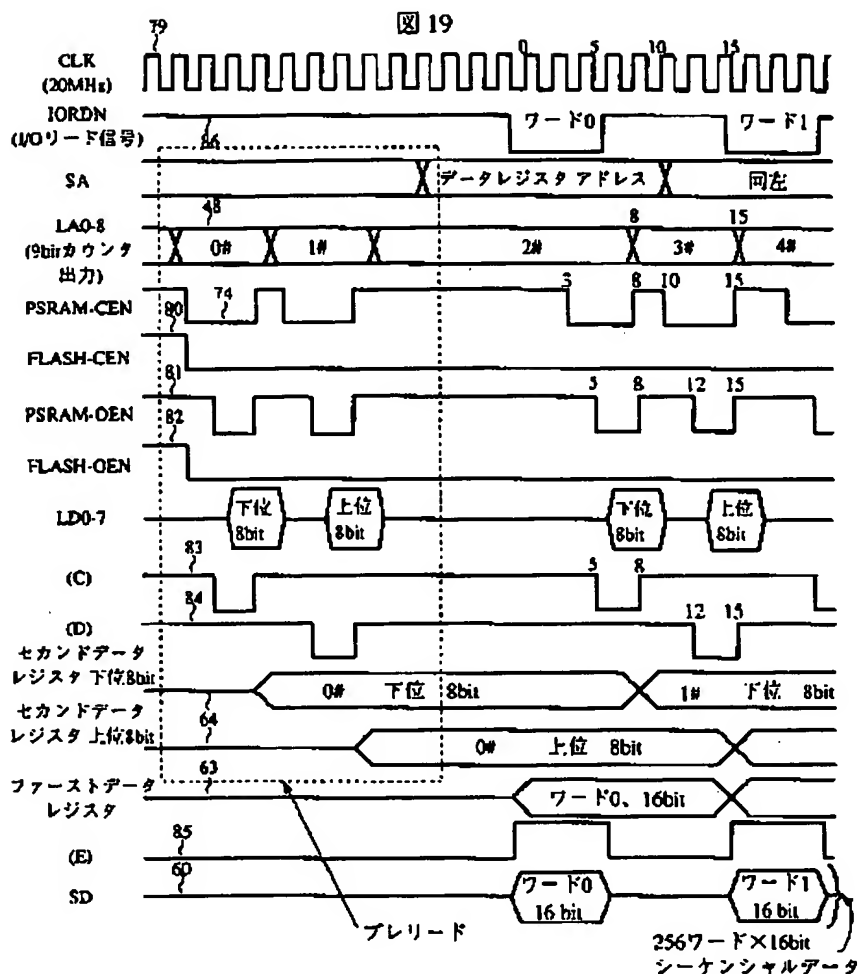 図 19
79
CLK
(20MHz)
0 5 10 15
IORDN
(I/Oリード信号)
86
ワード0 ワード1
SA
データレジスタ アドレス 同左
48
LA0-8
(9birカウンタ
出力)
0# 1# 2# 3# 4#
8 15
PSRAM-CEN
80
74
3 8 10 15
FLASH-CEN
81
PSRAM-OEN
82
5 8 12 15
FLASH-OEN
LD0-7
下位
8bit
上位
8bit
下位
8bit
上位
8bit
83
(C)
5 8
84
(D)
12 15
セカンドデータ
レジスタ 下位8bit
0# 下位 8bit
1# 下位 8bit
セカンドデータ
レジスタ 上位8bit
64
0# 上位 8bit
63
ファーストデータ
レジスタ
ワード0、16bit
85
(E)
60
SD
ワード0
16 bit
ワード1
16 bit
プレリード
256ワード×16bit
シーケンシャルデータ